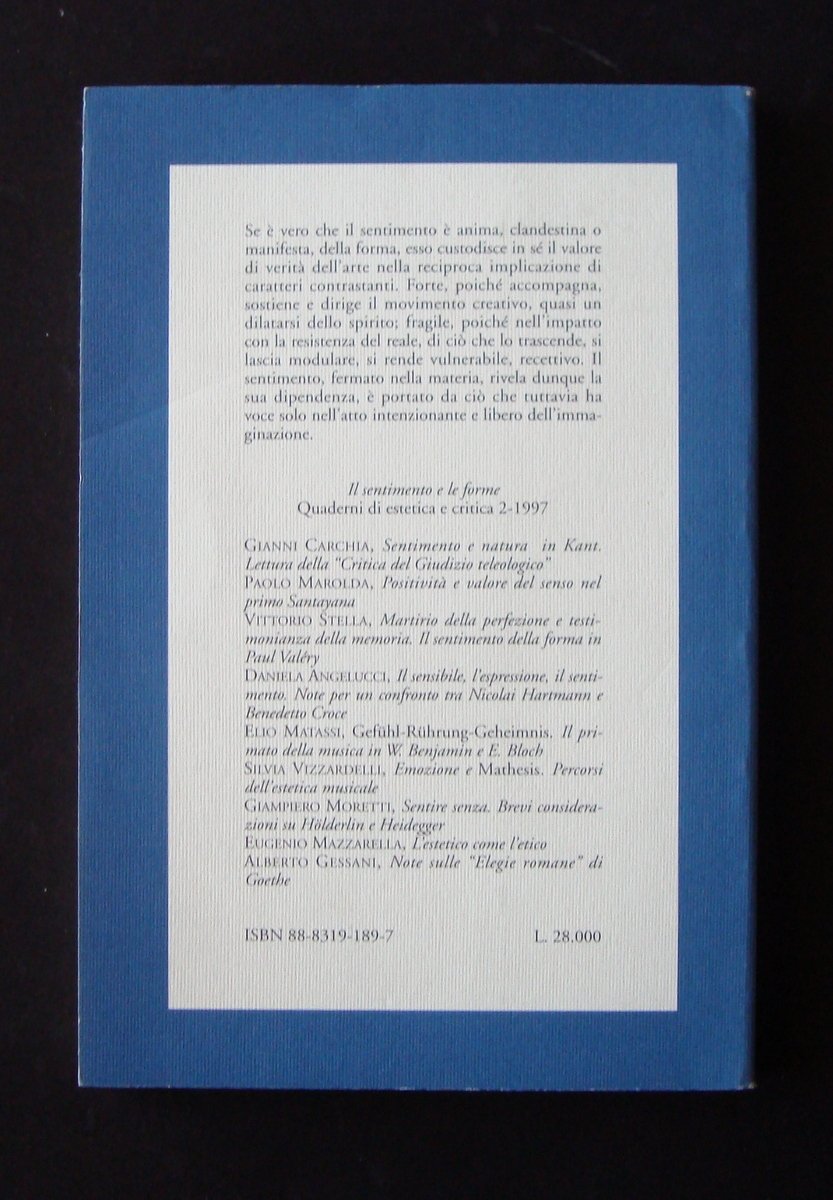 Se è vero che il sentimento è anima, clandestina o
manifesta, della forma, esso custodisce in sé il valore
di verità dell'arte nella reciproca implicazione di
caratteri contrastanti. Forte, poiché accompagna,
sostiene e dirige il movimento creativo, quasi un
dilatarsi dello spirito; fragile, poiché nell'impatto
con la resistenza del reale, di ciò che lo trascende, si
lascia modulare, si rende vulnerabile, recettivo. Il
sentimento, fermato nella materia, rivela dunque la
sua dipendenza, è portato da ciò che tuttavia ha
voce solo nell'atto intenzionante e libero dell'imma-
ginazione.
Il sentimento e le forme
Quaderni di estetica e critica 2-1997
GIANNI CARCHIA, Sentimento e natura in Kant.
Lettura della "Critica del Giudizio teleologico"
PAOLO MAROLDA, Positività e valore del senso nel
primo Santayana
VITTORIO STELLA, Martirio della perfezione e testi-
monianza della memoria. Il sentimento della forma in
Paul Valéry
DANIELA ANGELUCCI, Il sensibile, l'espressione, il senti-
mento. Note per un confronto tra Nicolai Hartmann e
Benedetto Croce
ELIO MATASSI, Gefühl-Rührung-Geheimnis. Il pri-
mato della musica in W. Benjamin e E. Bloch
SILVIA VIZZARDELLI, Emozione e Mathesis. Percorsi
dell'estetica musicale
GIAMPIERO MORETTI, Sentire senza. Brevi considera-
zioni su Hölderlin e Heidegger
EUGENIO MAZZARELLA, L'estetico come l'etico
ALBERTO GESSANI, Note sulle "Elegie romane" di
Goethe
ISBN 88-8319-189-7 L. 28.000